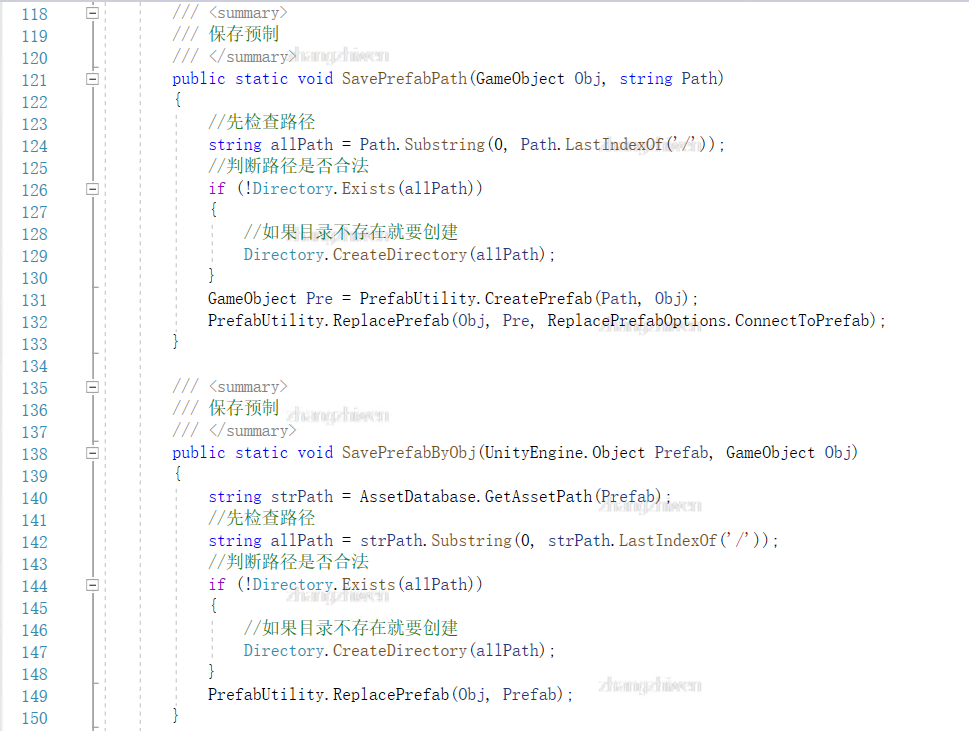 118 /// <summary>
119 /// 保存预制
120 /// </summary>
zhangzhiwen
121 public static void SavePrefabPath(GameObject Obj, string Path)
122 {
123 //先检查路径
124 string allPath = Path.Substring(0, Path.LastIndexOf('/'));
zhangzhiwen
125 //判断路径是否合法
126 if (!Directory.Exists(allPath))
127 {
128 //如果目录不存在就要创建
zhangzhiwen
129 Directory.CreateDirectory(allPath);
130 }
131 GameObject Pre = PrefabUtility.CreatePrefab(Path, Obj);
132 PrefabUtility.ReplacePrefab(Obj, Pre, ReplacePrefabOptions.ConnectToPrefab);
zhangzhiwen
133 }
134
135 /// <summary>
136 /// 保存预制
zhangzhiwen
137 /// </summary>
138 public static void SavePrefabByObj(UnityEngine.Object Prefab, GameObject Obj)
139 {
140 string strPath = AssetDatabase.GetAssetPath(Prefab);
zhangzhiwen
141 //先检查路径
142 string allPath = strPath.Substring(0, strPath.LastIndexOf('/'));
143 //判断路径是否合法
144 if (!Directory.Exists(allPath))
zhangzhiwen
145 {
146 //如果目录不存在就要创建
147 Directory.CreateDirectory(allPath);
148 }
149 PrefabUtility.ReplacePrefab(Obj, Prefab);
zhangzhiwen
150 }